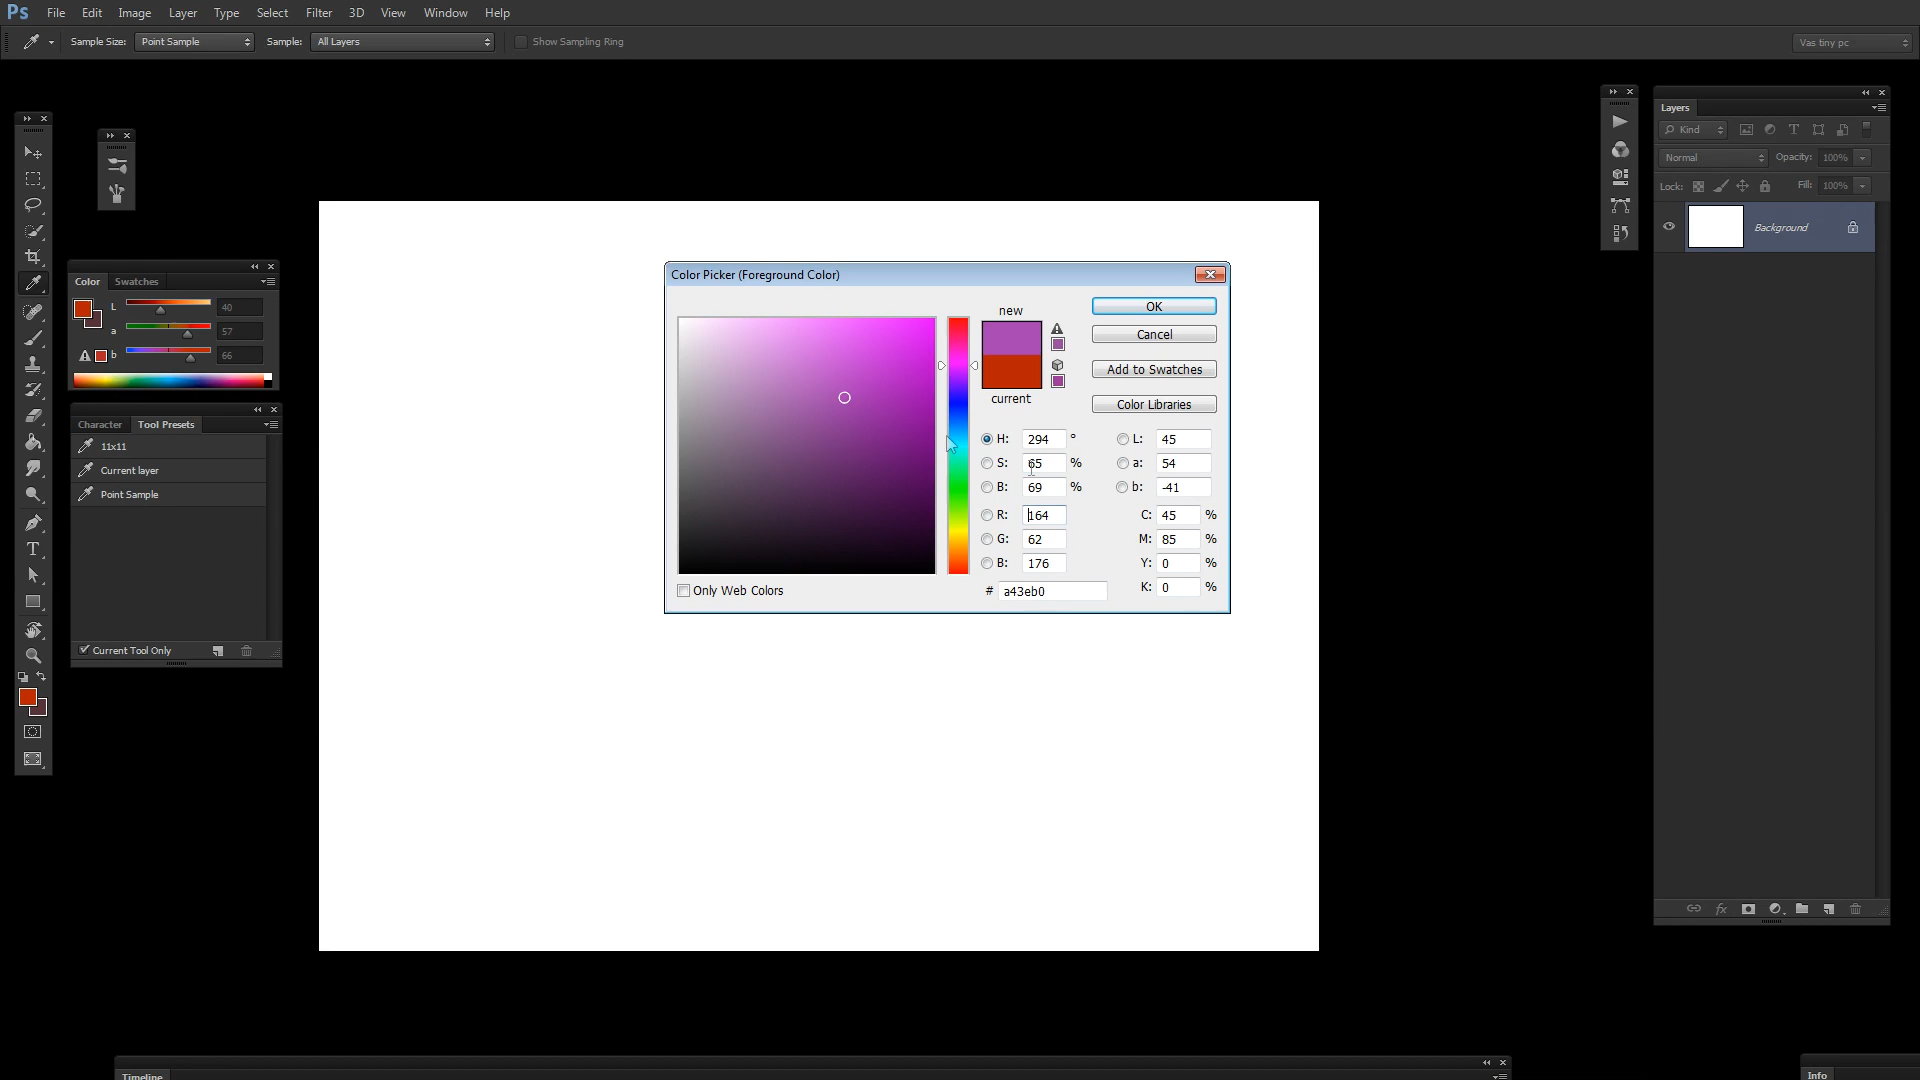 Ps File Edit Image Layer Type Select Filter 3D View Window Help
Sample Size: Point Sample Sample: All Layers Show Sampling Ring Vas tiny pc
Layers
Kind
Normal Opacity: 100%
Lock: Fill: 100%
Background
Color Swatches
L 40
a 57
b 66
Character Tool Presets
11x11
Current layer
Point Sample
Current Tool Only
Color Picker (Foreground Color)
new
current
OK
Cancel
Add to Swatches
Color Libraries
H: 294 ° L: 45
S: 65 % a: 54
B: 69 % b: -41
R: 164 C: 45 %
G: 62 M: 85 %
B: 176 Y: 0 %
# a43eb0 K: 0 %
Only Web Colors
T
fx
Timeline
Info